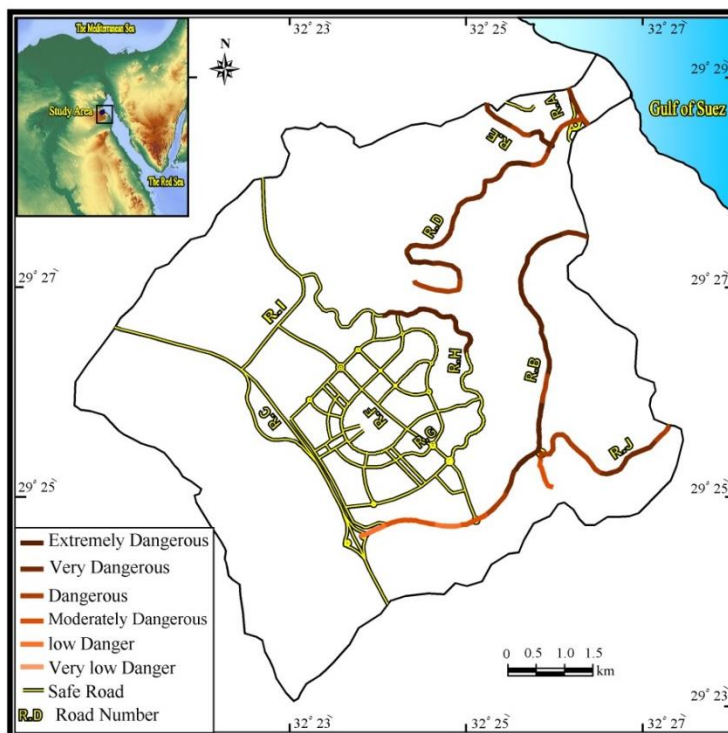 32° 23
32° 25
32° 27
The Mediterranean Sea
N
Study Area
The Red Sea
29° 29
Gulf of Suez
R.A
R.E
R.D
29° 27
29° 27
R.I
R.H
R.B
R.C
R.F
R.G
R.J
29° 25
29° 25
Extremely Dangerous
Very Dangerous
Dangerous
Moderately Dangerous
low Danger
Very low Danger
Safe Road
R.D Road Number
0 0.5 1.0 1.5
km
29° 23
32° 23
32° 25
32° 27